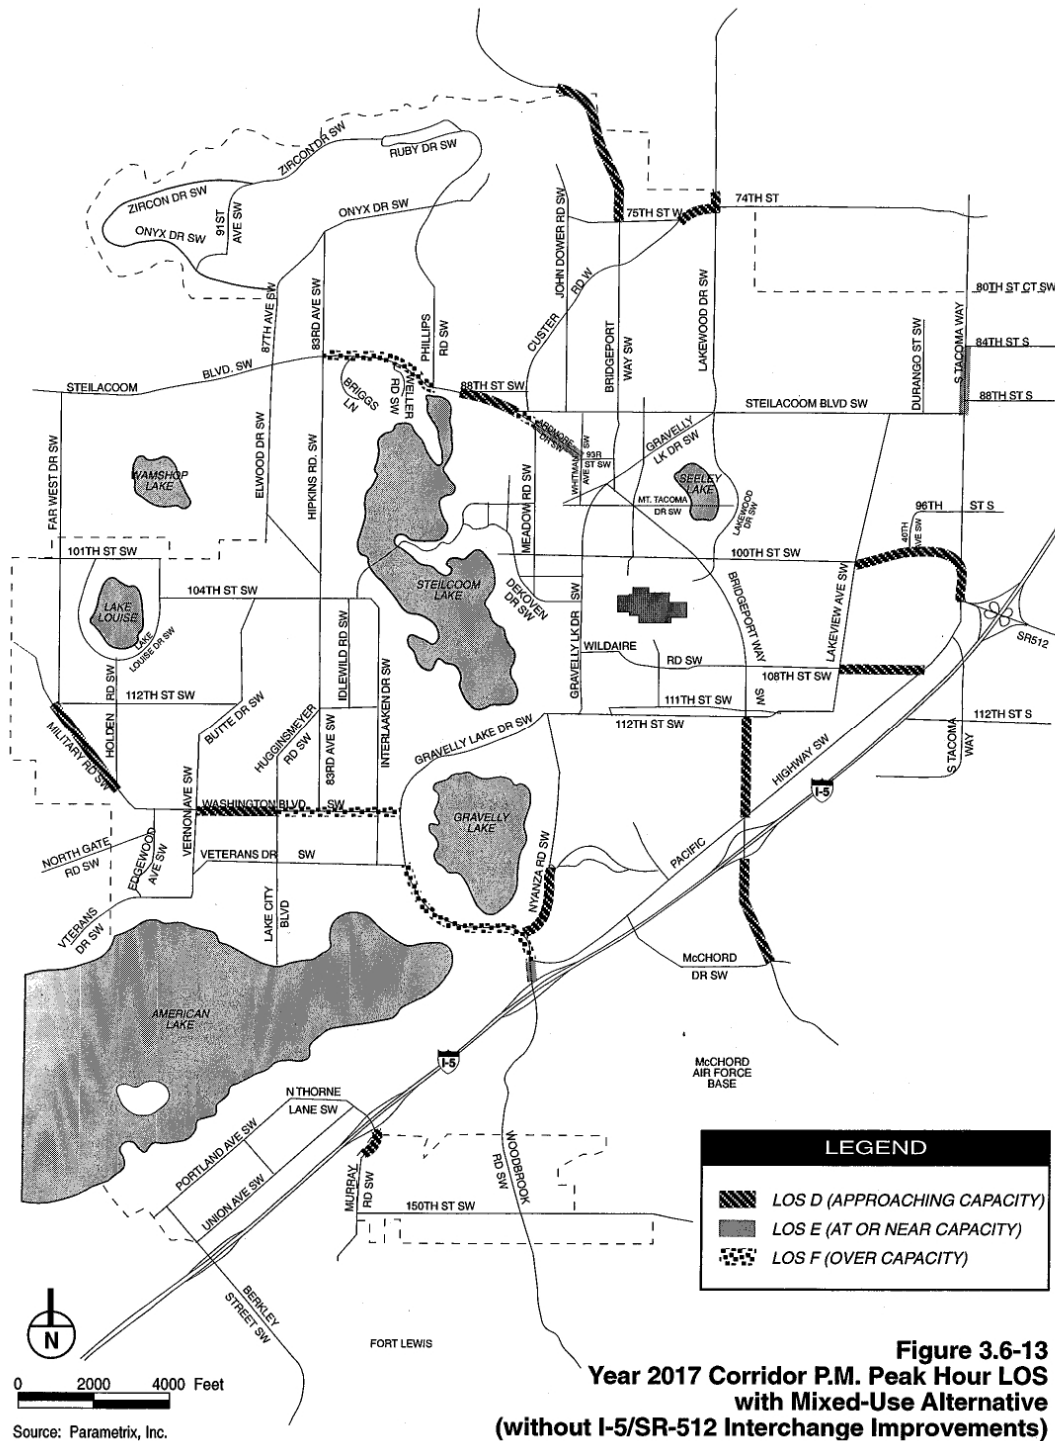 ZIRCON DR SW
RUBY DR SW
ZIRCON DR SW
91ST
AVE SW
ONYX DR SW
ONYX DR SW
JOHN DOWER RD SW
75TH ST W
74TH ST
CUSTER
RD W
BRIDGEPORT
WAY SW
LAKEWOOD DR SW
80TH ST CT SW
S TACOMA WAY
84TH ST S
DURANGO ST SW
88TH ST S
87TH AVE SW
83RD AVE SW
PHILLIPS
RD SW
STEILACOOM
BLVD. SW
BRIGGS
LN
WELLER
RD SW
88TH ST SW
STEILACOOM BLVD SW
ARDMORE
DR SW
WHITMAN
AVE SW
93R
ST SW
GRAVELLY
LK DR SW
FAR WEST DR SW
WAMSHOP
LAKE
ELWOOD DR SW
HIPKINS RD. SW
MEADOW RD SW
SEELEY
LAKE
MT. TACOMA
DR SW
LAKEWOOD
DR SW
96TH
ST S
40TH
AVE SW
101TH ST SW
100TH ST SW
104TH ST SW
LAKE
LOUISE
LAKE
LOUISE DR SW
STEILCOOM
LAKE
DEKOVEN
DR SW
GRAVELLY LK DR SW
BRIDGEPORT WAY
SW
LAKEVIEW AVE SW
SR512
IDLEWILD RD SW
INTERLAAKEN DR SW
WILDAIRE
RD SW
108TH ST SW
HOLDEN RD SW
112TH ST SW
BUTTE DR SW
HUGGINSMEYER
RD SW
83RD AVE SW
GRAVELLY LAKE DR SW
111TH ST SW
112TH ST SW
112TH ST S
S TACOMA
WAY
MILITARY RD SW
HIGHWAY SW
I-5
WASHINGTON BLVD SW
VERNON AVE SW
GRAVELLY
LAKE
PACIFIC
NORTH GATE
RD SW
EDGEWOOD
AVE SW
VETERANS DR SW
NYANZA RD SW
LAKE CITY
BLVD
VTERANS
DR SW
McCHORD
DR SW
AMERICAN
LAKE
I-5
McCHORD
AIR FORCE
BASE
N THORNE
LANE SW
PORTLAND AVE SW
UNION AVE SW
MURRAY
RD SW
WOODBROOK
RD SW
150TH ST SW
LEGEND
LOS D (APPROACHING CAPACITY)
LOS E (AT OR NEAR CAPACITY)
LOS F (OVER CAPACITY)
BERKLEY
STREET SW
FORT LEWIS
N
0 2000 4000 Feet
Source: Parametrix, Inc.
Figure 3.6-13
Year 2017 Corridor P.M. Peak Hour LOS
with Mixed-Use Alternative
(without I-5/SR-512 Interchange Improvements)